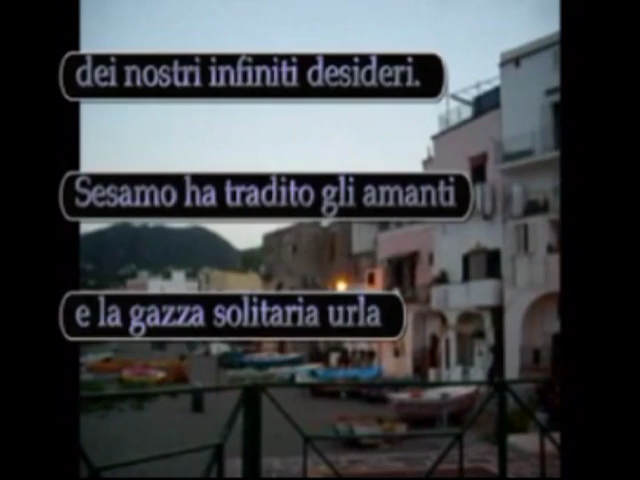 dei nostri infiniti desideri.
Sesamo ha tradito gli amanti
e la gazza solitaria urla